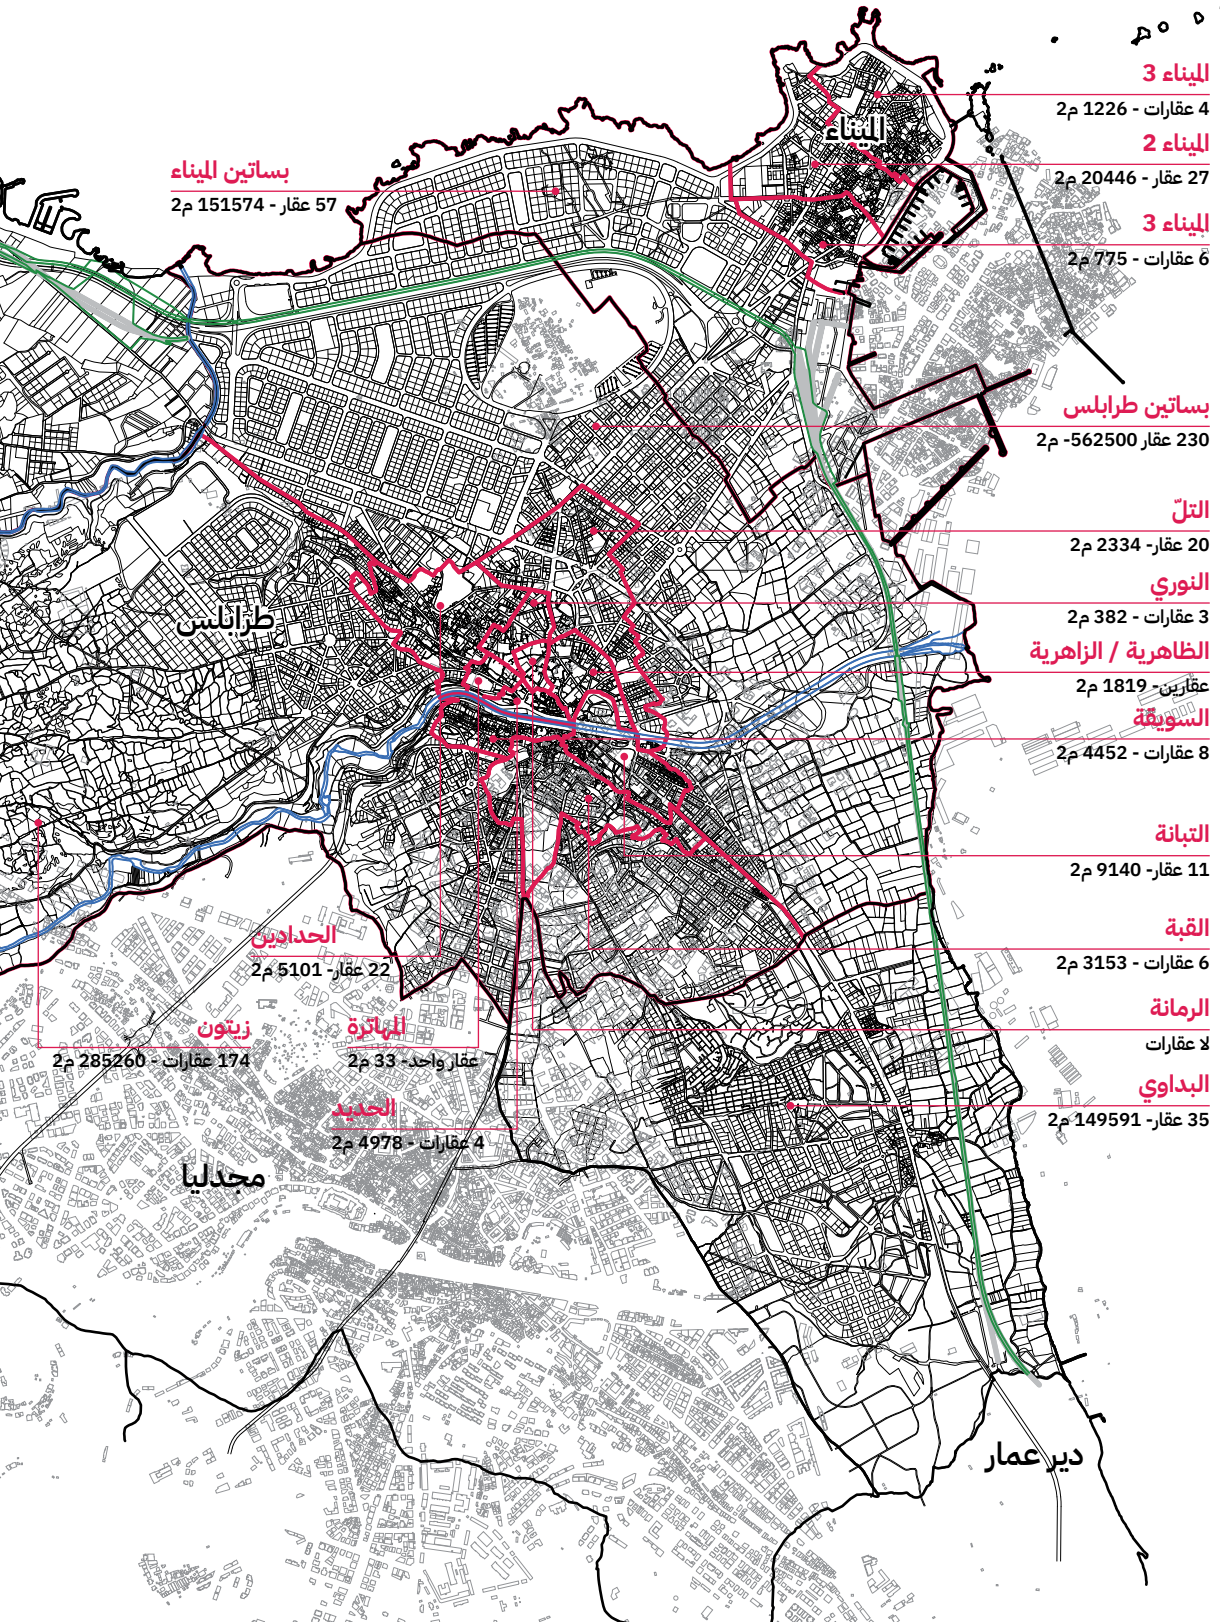 الميناء 3
4 عقارات - 1226 م2
الميناء
الميناء 2
27 عقار - 20446 م2
بساتين الميناء
57 عقار - 151574 م2
الميناء 3
6 عقارات - 775 م2
بساتين طرابلس
230 عقار 562500- م2
التلّ
20 عقار- 2334 م2
النوري
3 عقارات - 382 م2
طرابلس
الظاهرية / الزاهرية
عقارين- 1819 م2
السويقة
8 عقارات - 4452 م2
التبانة
11 عقار- 9140 م2
القبة
6 عقارات - 3153 م2
الحدادين
22 عقار- 5101 م2
الرمانة
لا عقارات
المهاترة
عقار واحد- 33 م2
زيتون
174 عقارات - 285260 م2
البداوي
35 عقار- 149591 م2
الحديد
4 عقارات - 4978 م2
مجدليا
دير عمار